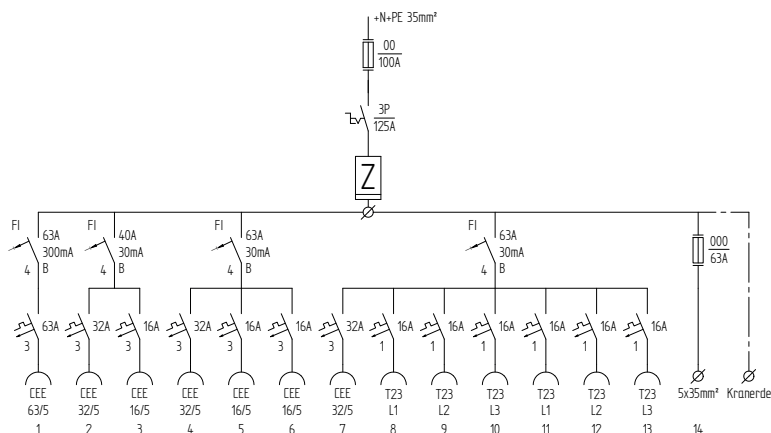 +N+PE 35mm²
00
100A
3P
125A
Z
FI 63A 300mA 4 B
FI 40A 30mA 4 B
FI 63A 30mA 4 B
FI 63A 30mA 4 B
000
63A
63A 32A 16A 32A 16A 16A 32A 16A 16A 16A 16A 16A 16A
3 3 3 3 3 3 3 1 1 1 1 1 1
CEE CEE CEE CEE CEE CEE CEE T23 T23 T23 T23 T23 T23 5x35mm² Kranerde
63/5 32/5 16/5 32/5 16/5 16/5 32/5 L1 L2 L3 L1 L2 L3
1 2 3 4 5 6 7 8 9 10 11 12 13 14